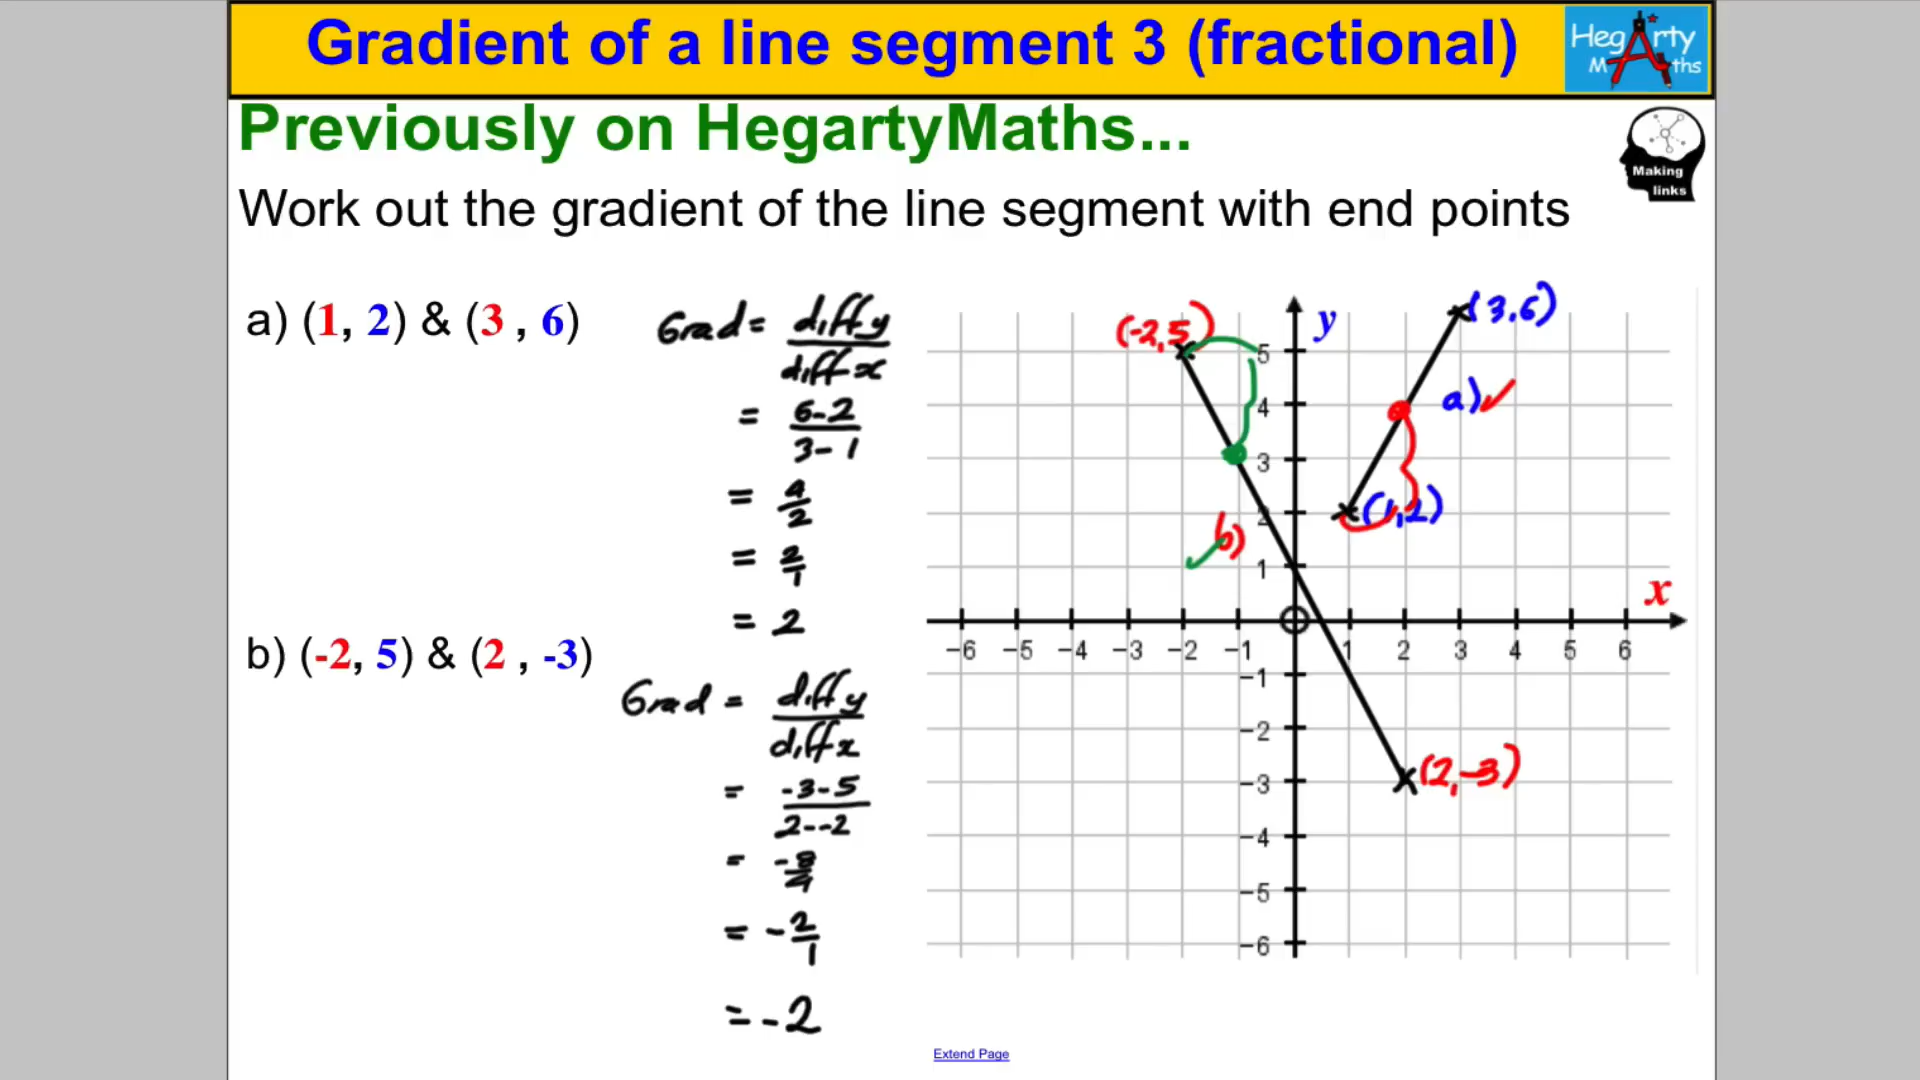 Gradient of a line segment 3 (fractional)
HegArty
Maths
Previously on HegartyMaths...
Making
links
Work out the gradient of the line segment with end points
a) (1, 2) & (3 , 6)
Grad = diff y
diff x
= 6-2
3-1
= 4
2
= 2
1
= 2
b) (-2, 5) & (2 , -3)
Grad = diff y
diff x
= -3-5
2--2
= -8
4
= -2
1
= -2
(-2,5)
y
(3,6)
5
4
a)
3
2
(1,2)
b)
1
x
-6 -5 -4 -3 -2 -1 1 2 3 4 5 6
-1
-2
-3
(2,-3)
-4
-5
-6
Extend Page